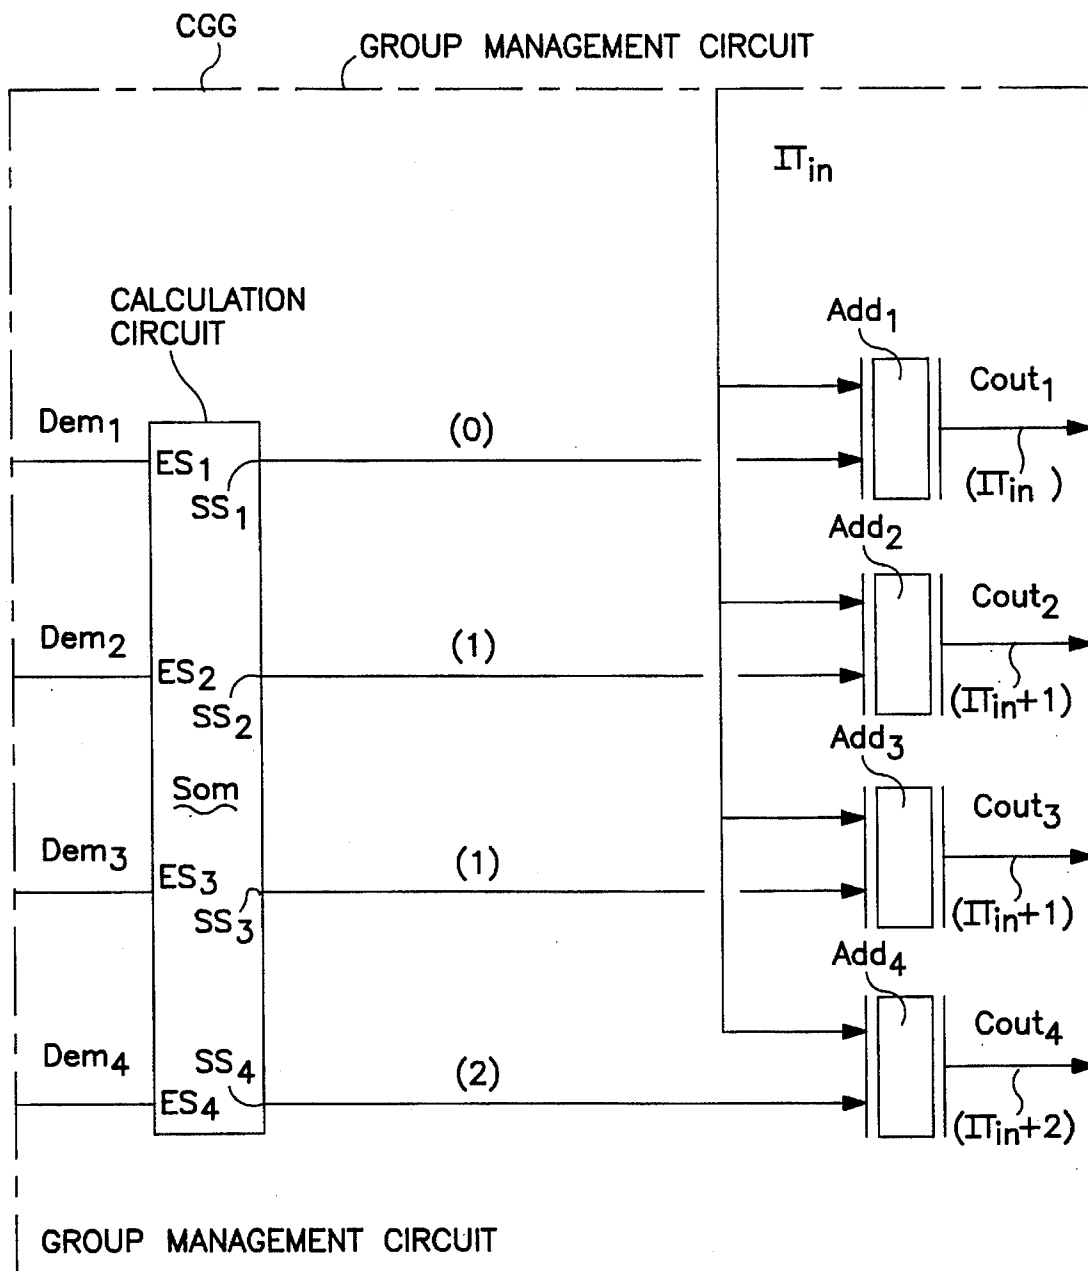 CGG
GROUP MANAGEMENT CIRCUIT
ITin
CALCULATION
CIRCUIT
Add1
Dem1
(0)
Cout1
ES1
SS1
(ITin )
Add2
Dem2
(1)
Cout2
ES2
SS2
(ITin+1)
Add3
Som
Dem3
(1)
Cout3
ES3
SS3
(ITin+1)
Add4
Dem4
SS4
(2)
Cout4
ES4
(ITin+2)
GROUP MANAGEMENT CIRCUIT